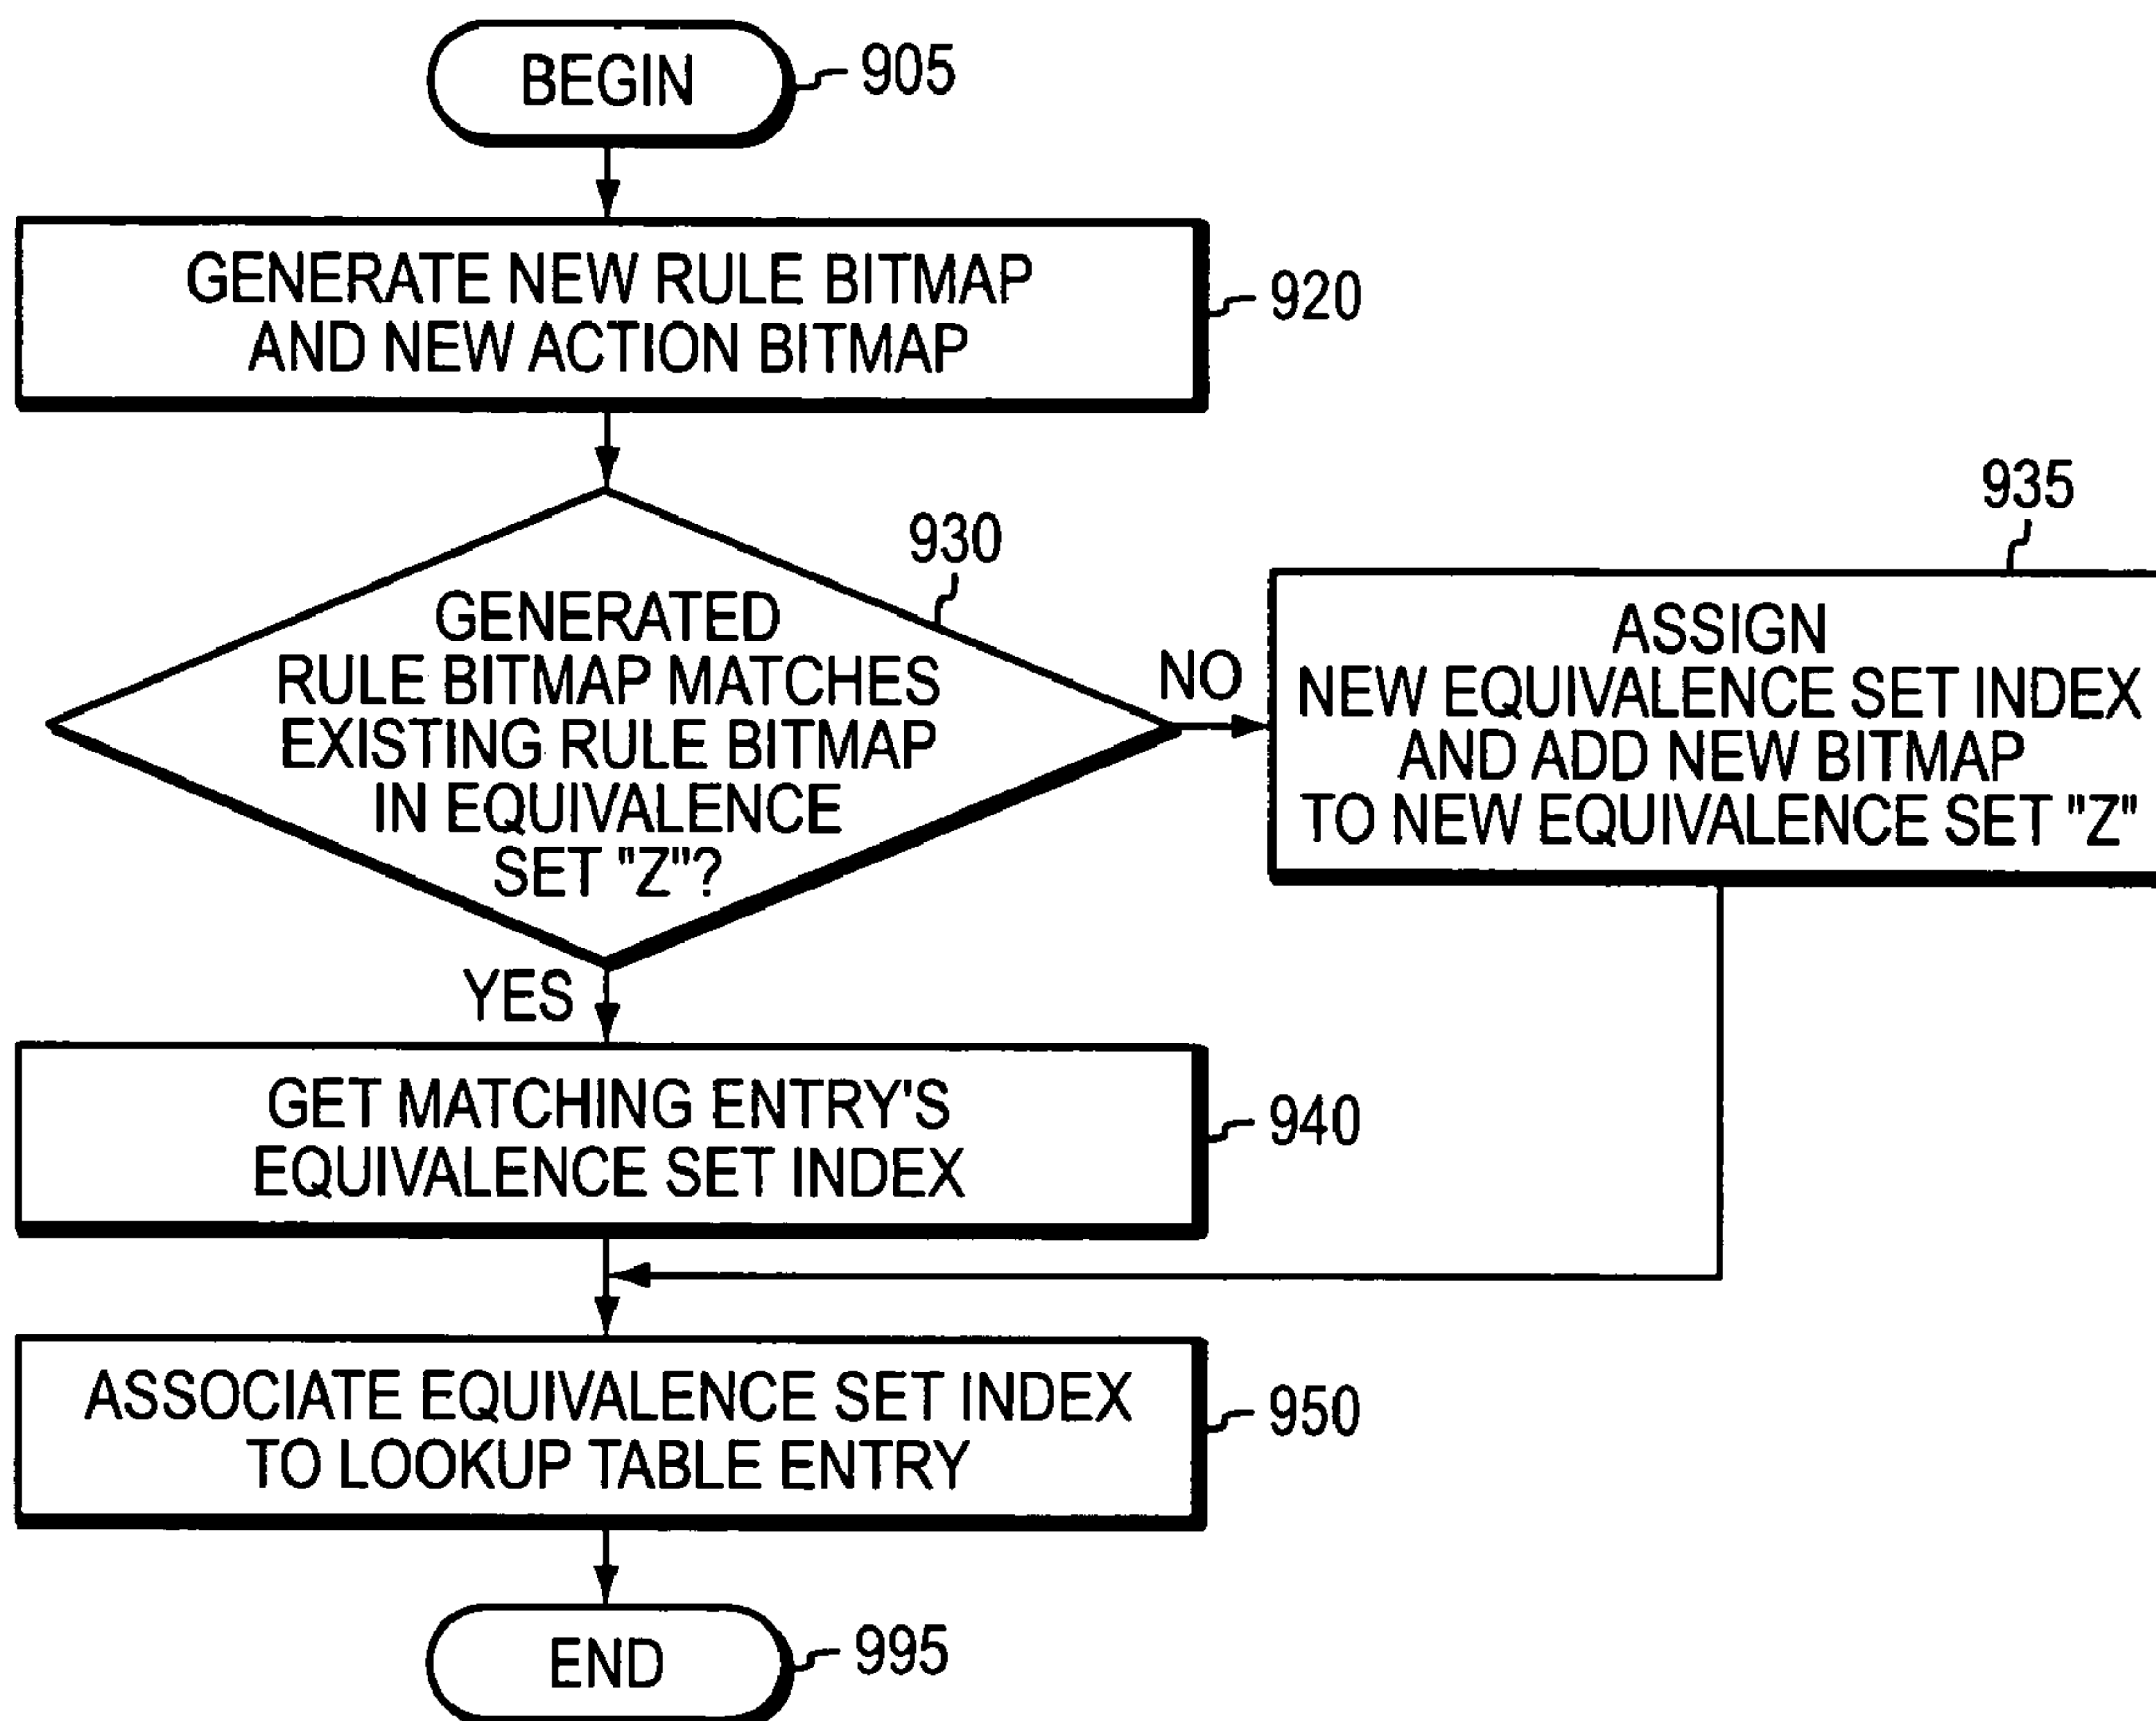 BEGIN
905
GENERATE NEW RULE BITMAP
AND NEW ACTION BITMAP
920
930
GENERATED
RULE BITMAP MATCHES
EXISTING RULE BITMAP
IN EQUIVALENCE
SET "Z"?
NO
935
ASSIGN
NEW EQUIVALENCE SET INDEX
AND ADD NEW BITMAP
TO NEW EQUIVALENCE SET "Z"
YES
GET MATCHING ENTRY'S
EQUIVALENCE SET INDEX
940
ASSOCIATE EQUIVALENCE SET INDEX
TO LOOKUP TABLE ENTRY
950
END
995